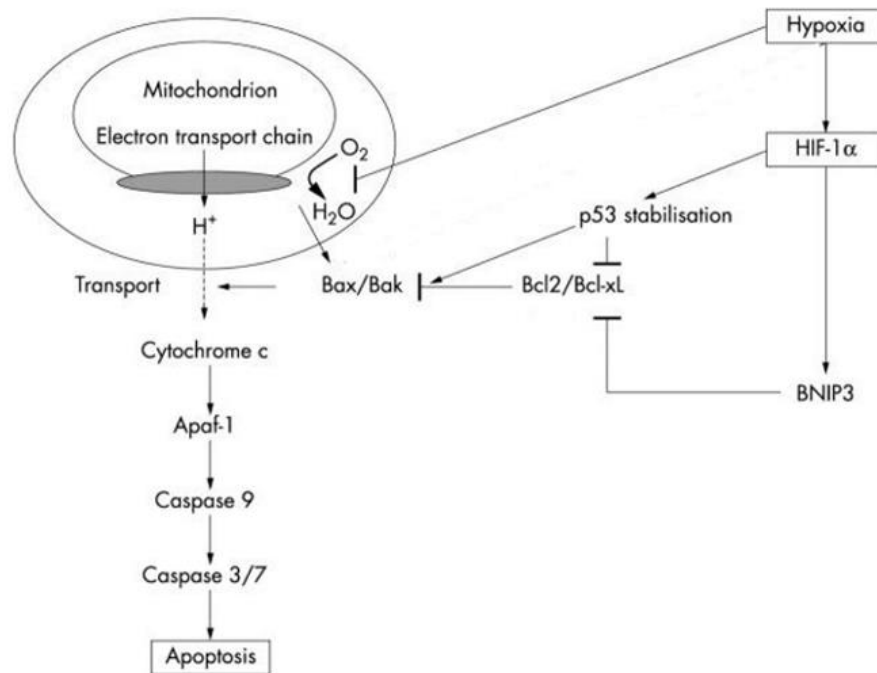 Hypoxia
Mitochondrion
Electron transport chain
O₂
HIF-1α
H₂O
p53 stabilisation
H⁺
Transport
Bax/Bak
Bcl2/Bcl-xL
Cytochrome c
BNIP3
Apaf-1
Caspase 9
Caspase 3/7
Apoptosis